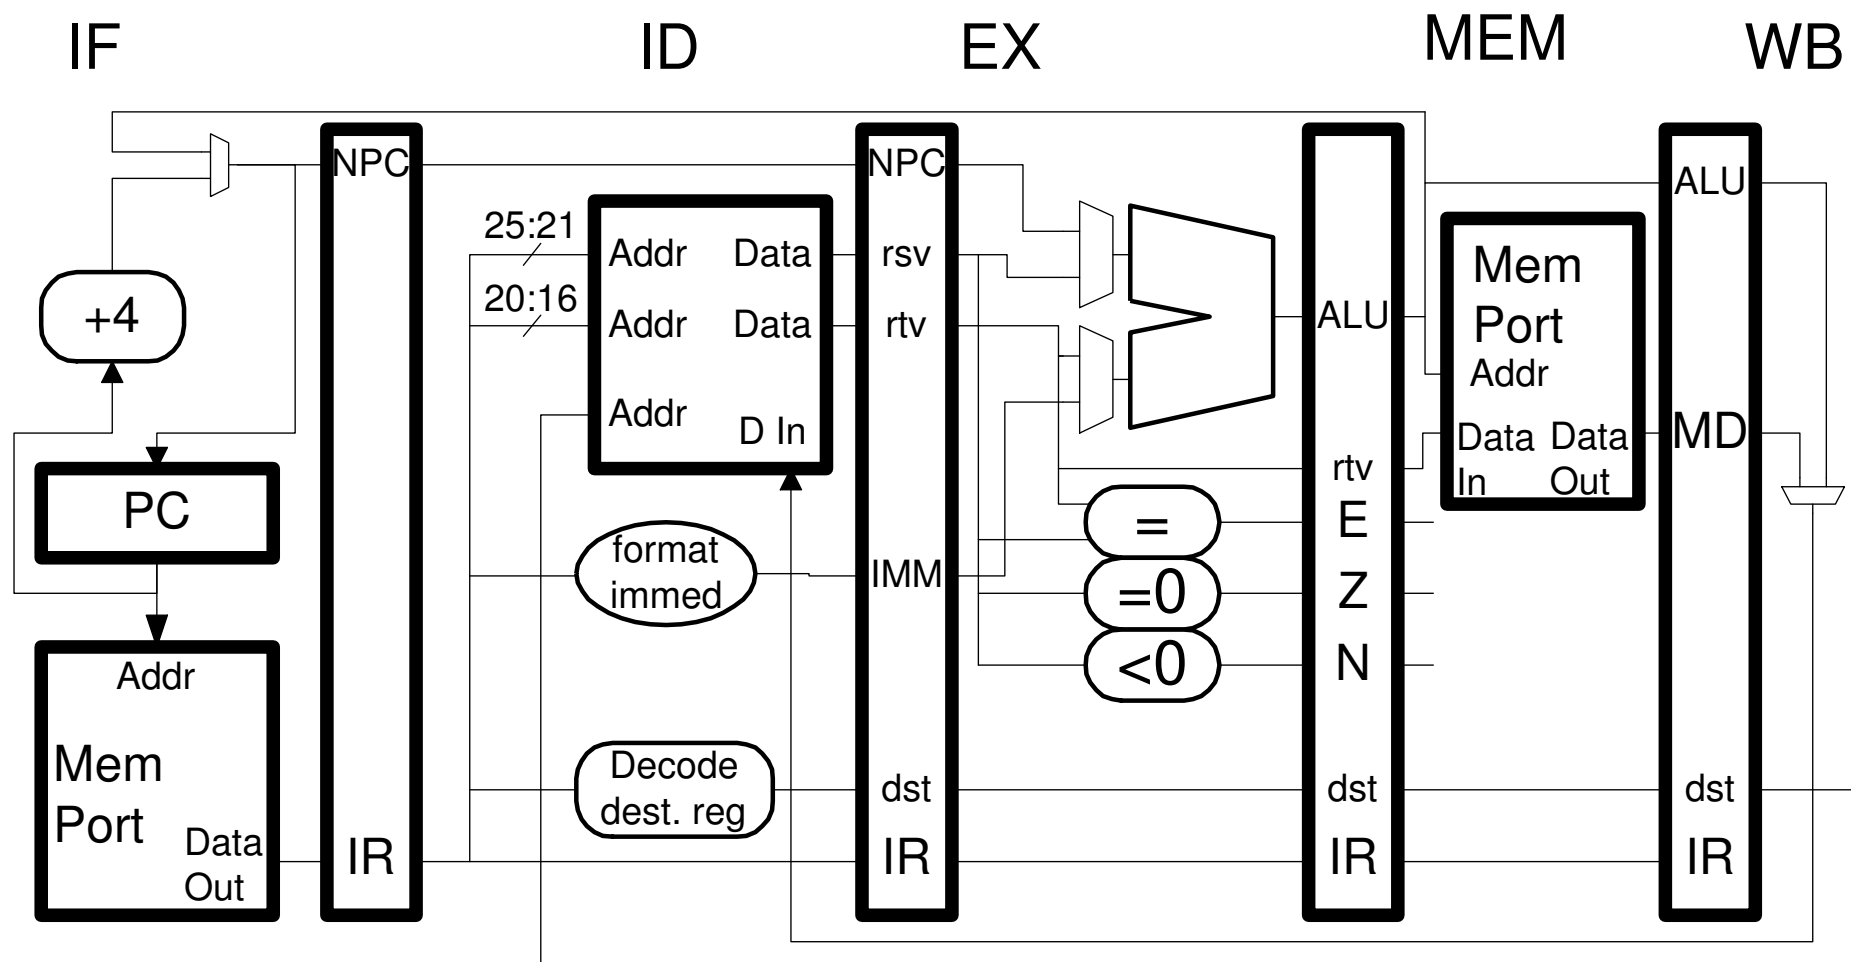 IF
ID
EX
MEM
WB
NPC
NPC
ALU
25:21
Addr
Data
rsv
20:16
Addr
Data
rtv
Addr
D In
+4
PC
ALU
Mem
Port
Addr
Data
In
Data
Out
MD
rtv
=
E
format
immed
IMM
=0
Z
<0
N
Addr
Mem
Port
Data
Out
Decode
dest. reg
dst
dst
dst
IR
IR
IR
IR